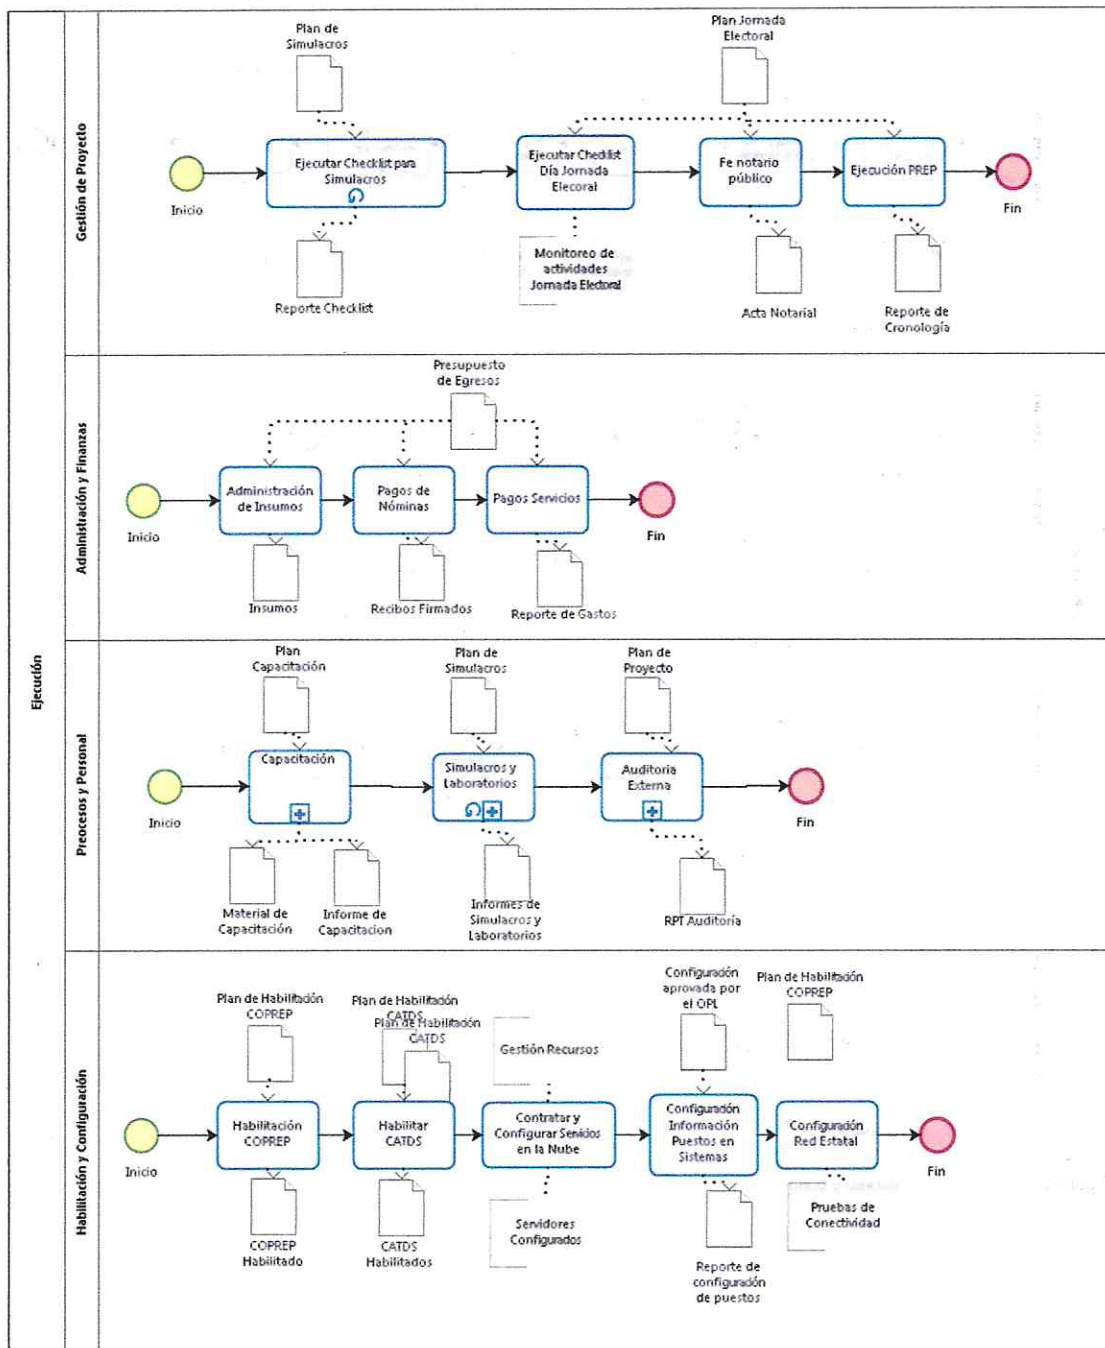 Ejecución
Gestión de Proyecto
Plan de
Simulacros
Plan Jornada
Electoral
Inicio
Ejecutar Checklist para
Simulacros
Ejecutar Checklist
Día Jornada
Elecoral
Fe notario
público
Ejecución PREP
Fin
Reporte Checklist
Monitoreo de
actividades
Jornada Electoral
Acta Notarial
Reporte de
Cronología
Administración y Finanzas
Presupuesto
de Egresos
Inicio
Administración
de Insumos
Pagos de
Nóminas
Pagos Servicios
Fin
Insumos
Recibos Firmados
Reporte de Gastos
Preocesos y Personal
Plan
Capacitación
Plan de
Simulacros
Plan de
Proyecto
Inicio
Capacitación
Simulacros y
Laboratorios
Auditoria
Externa
Fin
Material de
Capacitación
Informe de
Capacitacion
Informes de
Simulacros y
Laboratorios
RPT Auditoría
Habilitación y Configuración
Plan de Habilitación
COPREP
Plan de Habilitación
CATDS
Plan de Habilitación
CATDS
Gestión Recursos
Configuración
aprovada por
el OPL
Plan de Habilitación
COPREP
Inicio
Habilitación
COPREP
Habilitar
CATDS
Contratar y
Configurar Servicios
en la Nube
Configuración
Información
Puestos en
Sistemas
Configuración
Red Estatal
Fin
COPREP
Habilitado
CATDS
Habilitados
Servidores
Configurados
Reporte de
configuración
de puestos
Pruebas de
Conectividad